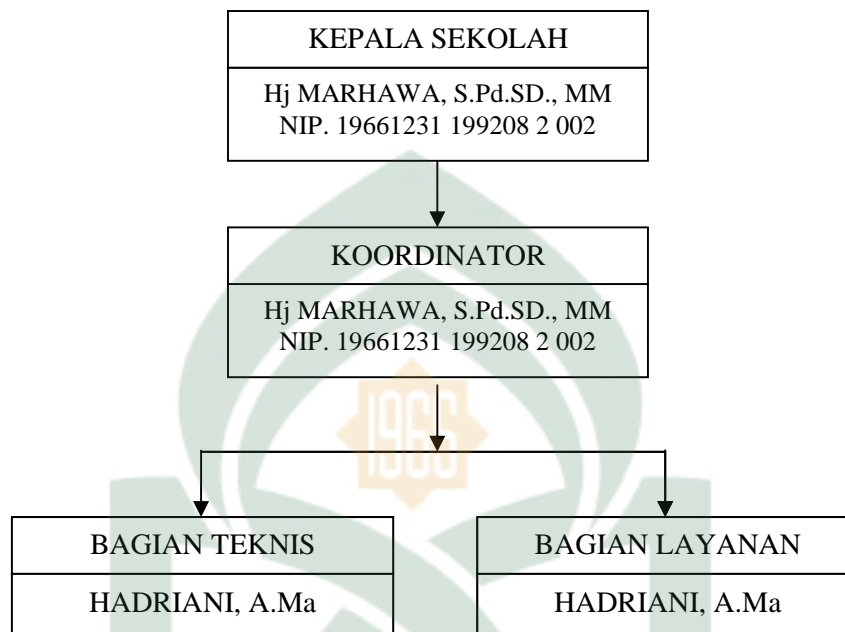 KEPALA SEKOLAH
Hj MARHAWA, S.Pd.SD., MM
NIP. 19661231 199208 2 002
KOORDINATOR
Hj MARHAWA, S.Pd.SD., MM
NIP. 19661231 199208 2 002
1965
BAGIAN TEKNIS
HADRIANI, A.Ma
BAGIAN LAYANAN
HADRIANI, A.Ma